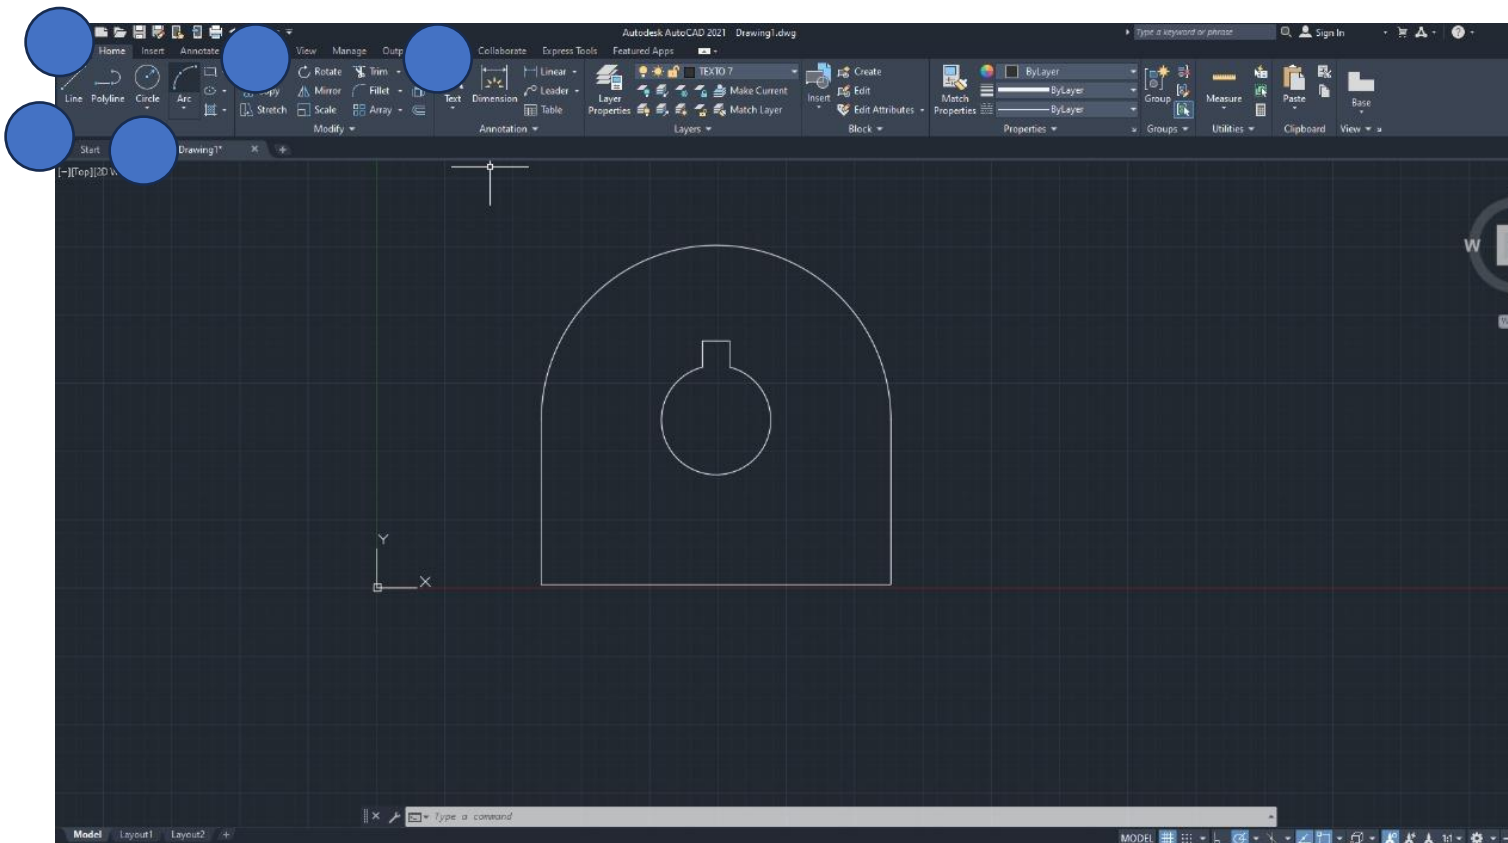 Autodesk AutoCAD 2021 Drawing1.dwg
Type a keyword or phrase
Sign In
Home Insert Annotate View Manage Collaborate Express Tools Featured Apps
Rotate Trim Linear TEXTO 7 Create ByLayer
Line Polyline Circle Arc Mirror Fillet Text Dimension Leader Layer Properties Make Current Insert Edit Match Properties ByLayer Group Measure Paste Base
Stretch Scale Array Table Match Layer Edit Attributes ByLayer
Modify Annotation Layers Block Properties Groups Utilities Clipboard View
Start Drawing1*
[-][Top][2D
W
Y
X
Type a command
Model Layout1 Layout2
MODEL 1:1